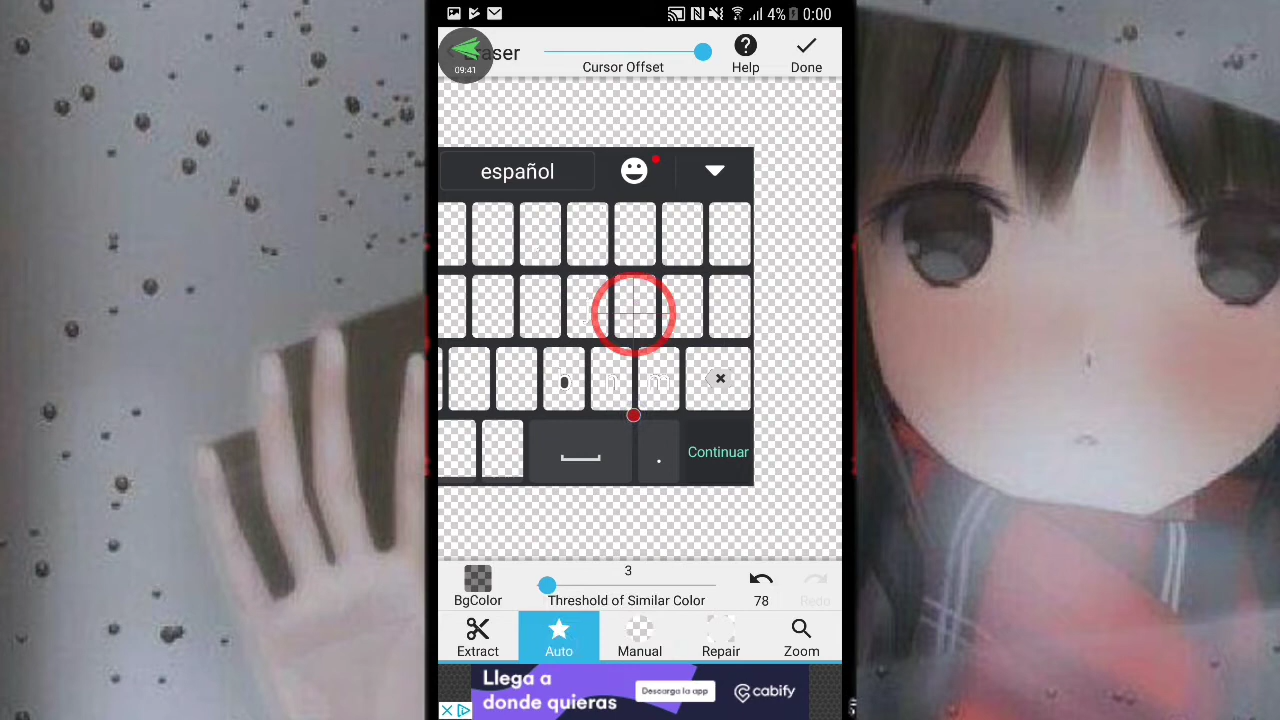 4% 0:00
09:41
Eraser
Cursor Offset
Help
Done
español
n m
Continuar
3
BgColor
Threshold of Similar Color
78
Redo
Extract
Auto
Manual
Repair
Zoom
Llega a
donde quieras
Descarga la app
cabify